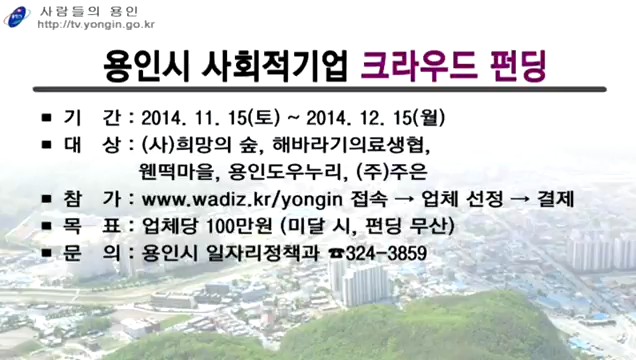 사람들의 용인
http://tv.yongin.go.kr
용인시 사회적기업 크라우드 펀딩
■ 기 간 : 2014. 11. 15(토) ~ 2014. 12. 15(월)
■ 대 상 : (사)희망의 숲, 해바라기의료생협,
웬떡마을, 용인도우누리, (주)주은
■ 참 가 : www.wadiz.kr/yongin 접속 → 업체 선정 → 결제
■ 목 표 : 업체당 100만원 (미달 시, 펀딩 무산)
■ 문 의 : 용인시 일자리정책과 ☎324-3859